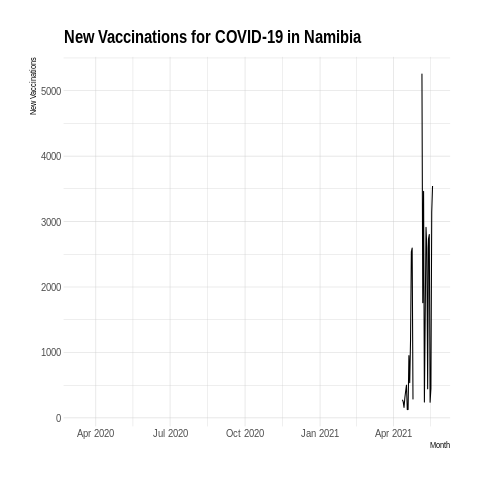 New Vaccinations for COVID-19 in Namibia
New Vaccinations
5000
4000
3000
2000
1000
0
Apr 2020 Jul 2020 Oct 2020 Jan 2021 Apr 2021
Month